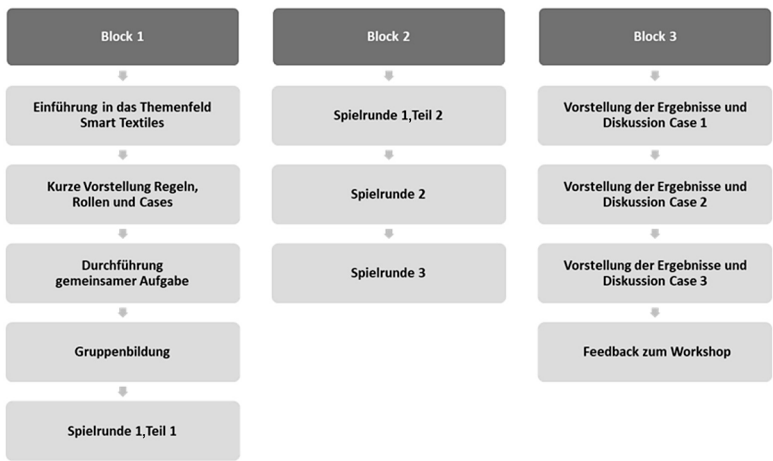 Block 1
Einführung in das Themenfeld
Smart Textiles
Kurze Vorstellung Regeln,
Rollen und Cases
Durchführung
gemeinsamer Aufgabe
Gruppenbildung
Spielrunde 1,Teil 1
Block 2
Spielrunde 1,Teil 2
Spielrunde 2
Spielrunde 3
Block 3
Vorstellung der Ergebnisse und
Diskussion Case 1
Vorstellung der Ergebnisse und
Diskussion Case 2
Vorstellung der Ergebnisse und
Diskussion Case 3
Feedback zum Workshop